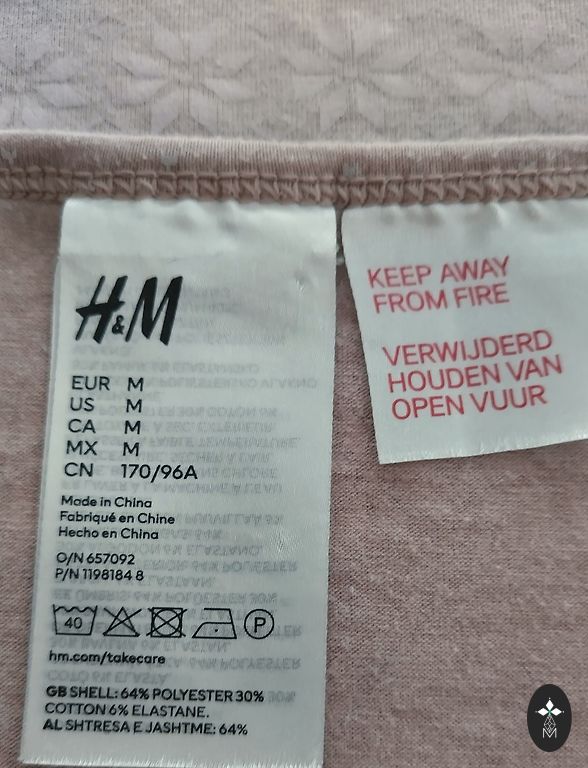 H&M
EUR M
US M
CA M
MX M
CN 170/96A
Made in China
Fabriqué en Chine
Hecho en China
O/N 657092
P/N 1198184 8
40 P
hm.com/takecare
GB SHELL: 64% POLYESTER 30%
COTTON 6% ELASTANE.
AL SHTRESA E JASHTME: 64%
KEEP AWAY
FROM FIRE
VERWIJDERD
HOUDEN VAN
OPEN VUUR
M